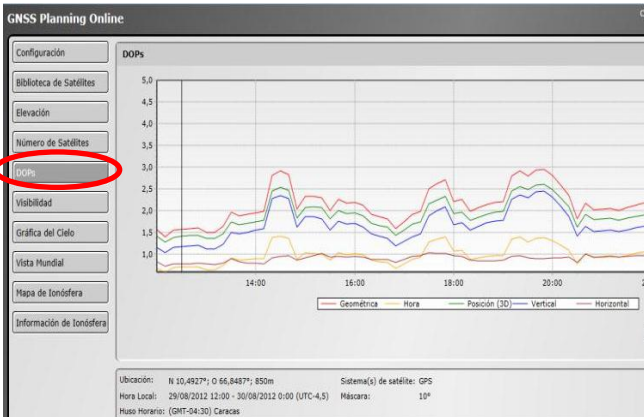 GNSS Planning Online
Configuración
Biblioteca de Satélites
Elevación
Número de Satélites
DOPs
Visibilidad
Gráfica del Cielo
Vista Mundial
Mapa de Ionósfera
Información de Ionósfera
DOPs
5,0
4,5
4,0
3,5
3,0
2,5
2,0
1,5
1,0
14:00 16:00 18:00 20:00
Geométrica Hora Posición (3D) Vertical Horizontal
Ubicación: N 10,4927°; O 66,8487°; 850m Sistema(s) de satélite: GPS
Hora Local: 29/08/2012 12:00 - 30/08/2012 0:00 (UTC-4,5) Máscara: 10°
Huso Horario: (GMT-04:30) Caracas